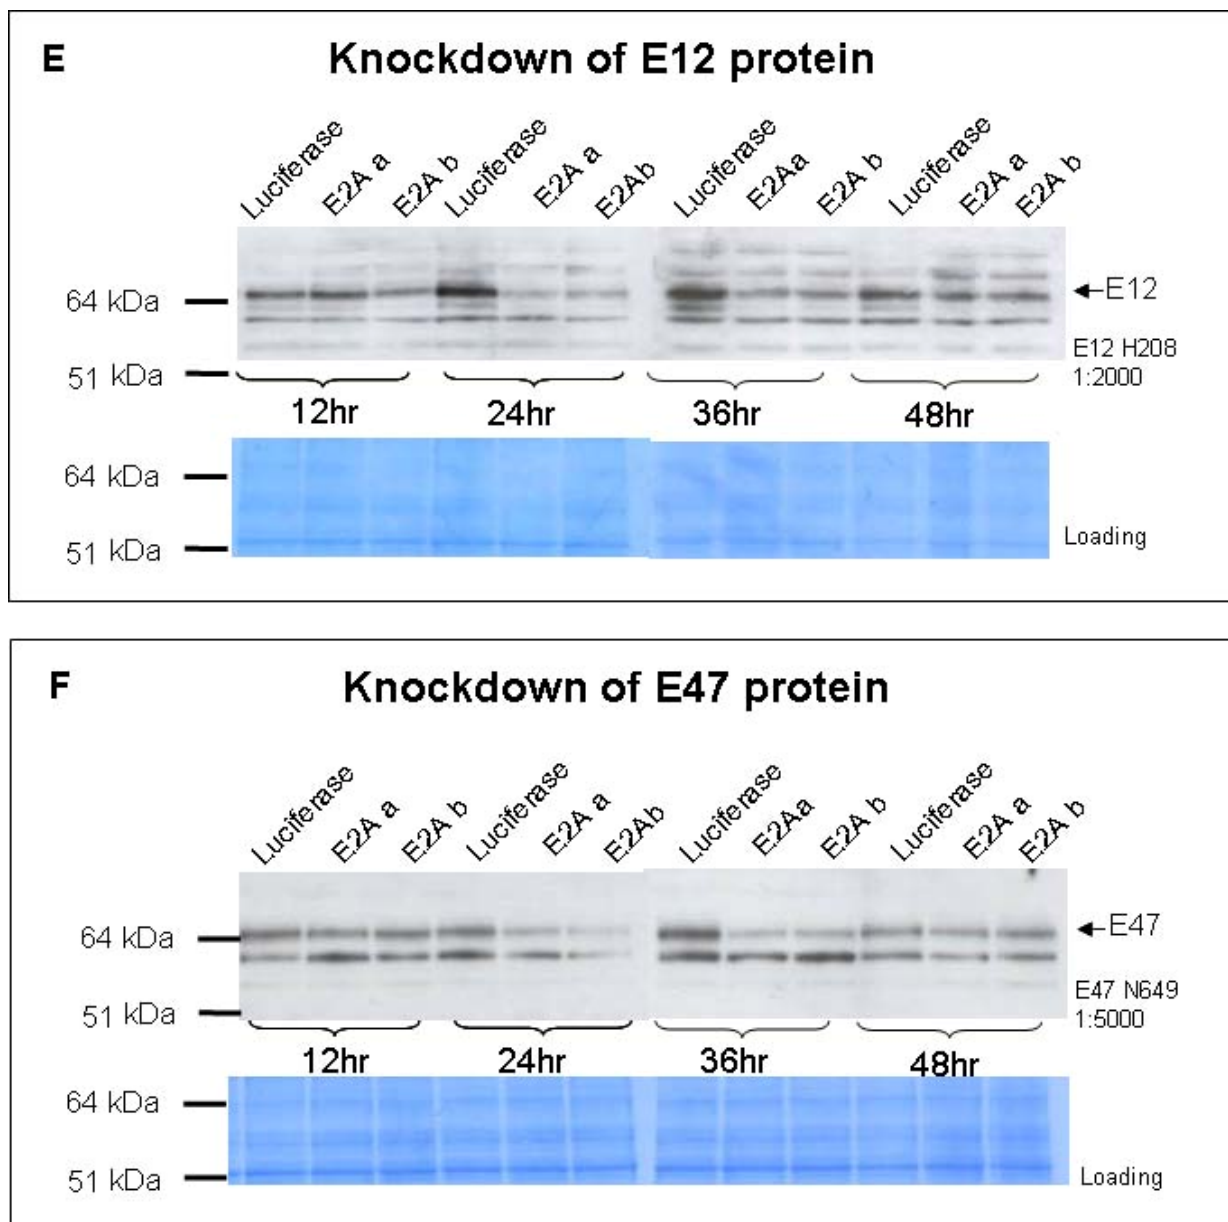 E
Knockdown of E12 protein
Luciferase E2A a E2A b Luciferase E2A a E2Ab Luciferase E2Aa E2A b Luciferase E2A a E2A b
64 kDa
E12
51 kDa
E12 H208
1:2000
12hr 24hr 36hr 48hr
64 kDa
51 kDa
Loading
F
Knockdown of E47 protein
Luciferase E2A a E2A b Luciferase E2A a E2Ab Luciferase E2Aa E2A b Luciferase E2A a E2A b
64 kDa
E47
51 kDa
E47 N649
1:5000
12hr 24hr 36hr 48hr
64 kDa
51 kDa
Loading